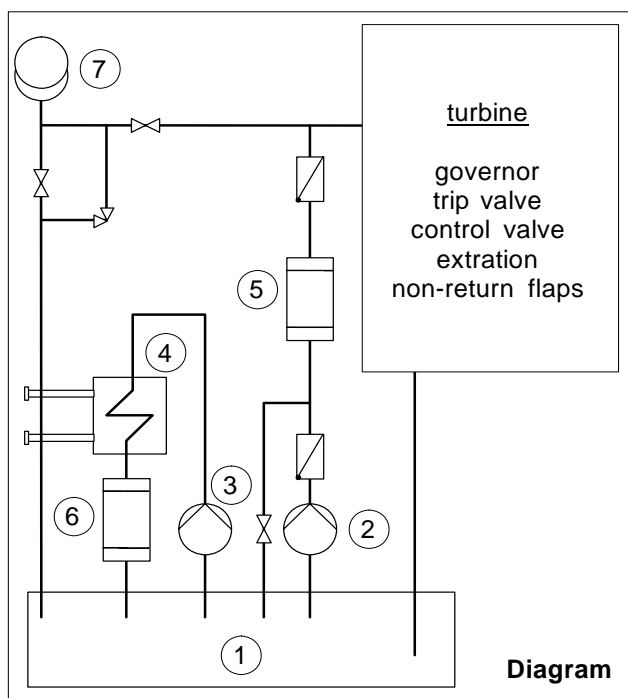 7
turbine
governor
trip valve
control valve
extration
non-return flaps
5
4
3
6
2
1
Diagram